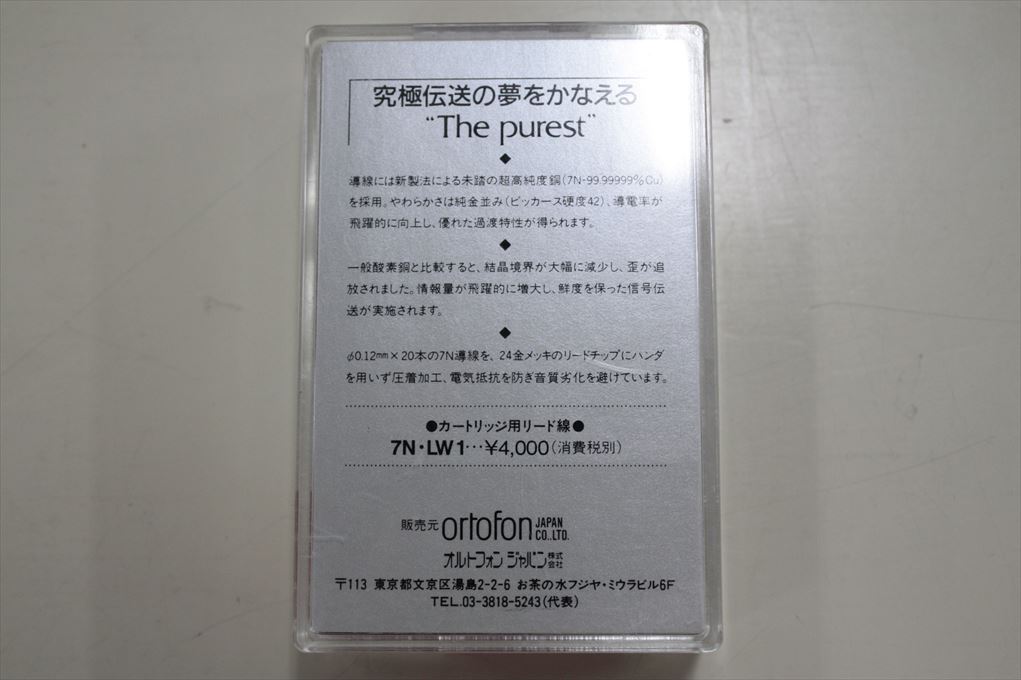 究極伝送の夢をかなえる
“The purest”
◆
導線には新製法による未踏の超高純度銅(7N-99.99999%Cu)
を採用。やわらかさは純金並み(ビッカース硬度42)、導電率が
飛躍的に向上し、優れた過渡特性が得られます。
◆
一般酸素銅と比較すると、結晶境界が大幅に減少し、歪が追
放されました。情報量が飛躍的に増大し、鮮度を保った信号伝
送が実施されます。
◆
φ0.12mm×20本の7N導線を、24金メッキのリードチップにハンダ
を用いず圧着加工、電気抵抗を防ぎ音質劣化を避けています。
●カートリッジ用リード線●
7N・LW1…¥4,000(消費税別)
販売元 ortofon JAPAN CO.,LTD.
オルトフォン ジャパン株式会社
〒113 東京都文京区湯島2-2-6 お茶の水フジヤ・ミウラビル6F
TEL.03-3818-5243(代表)